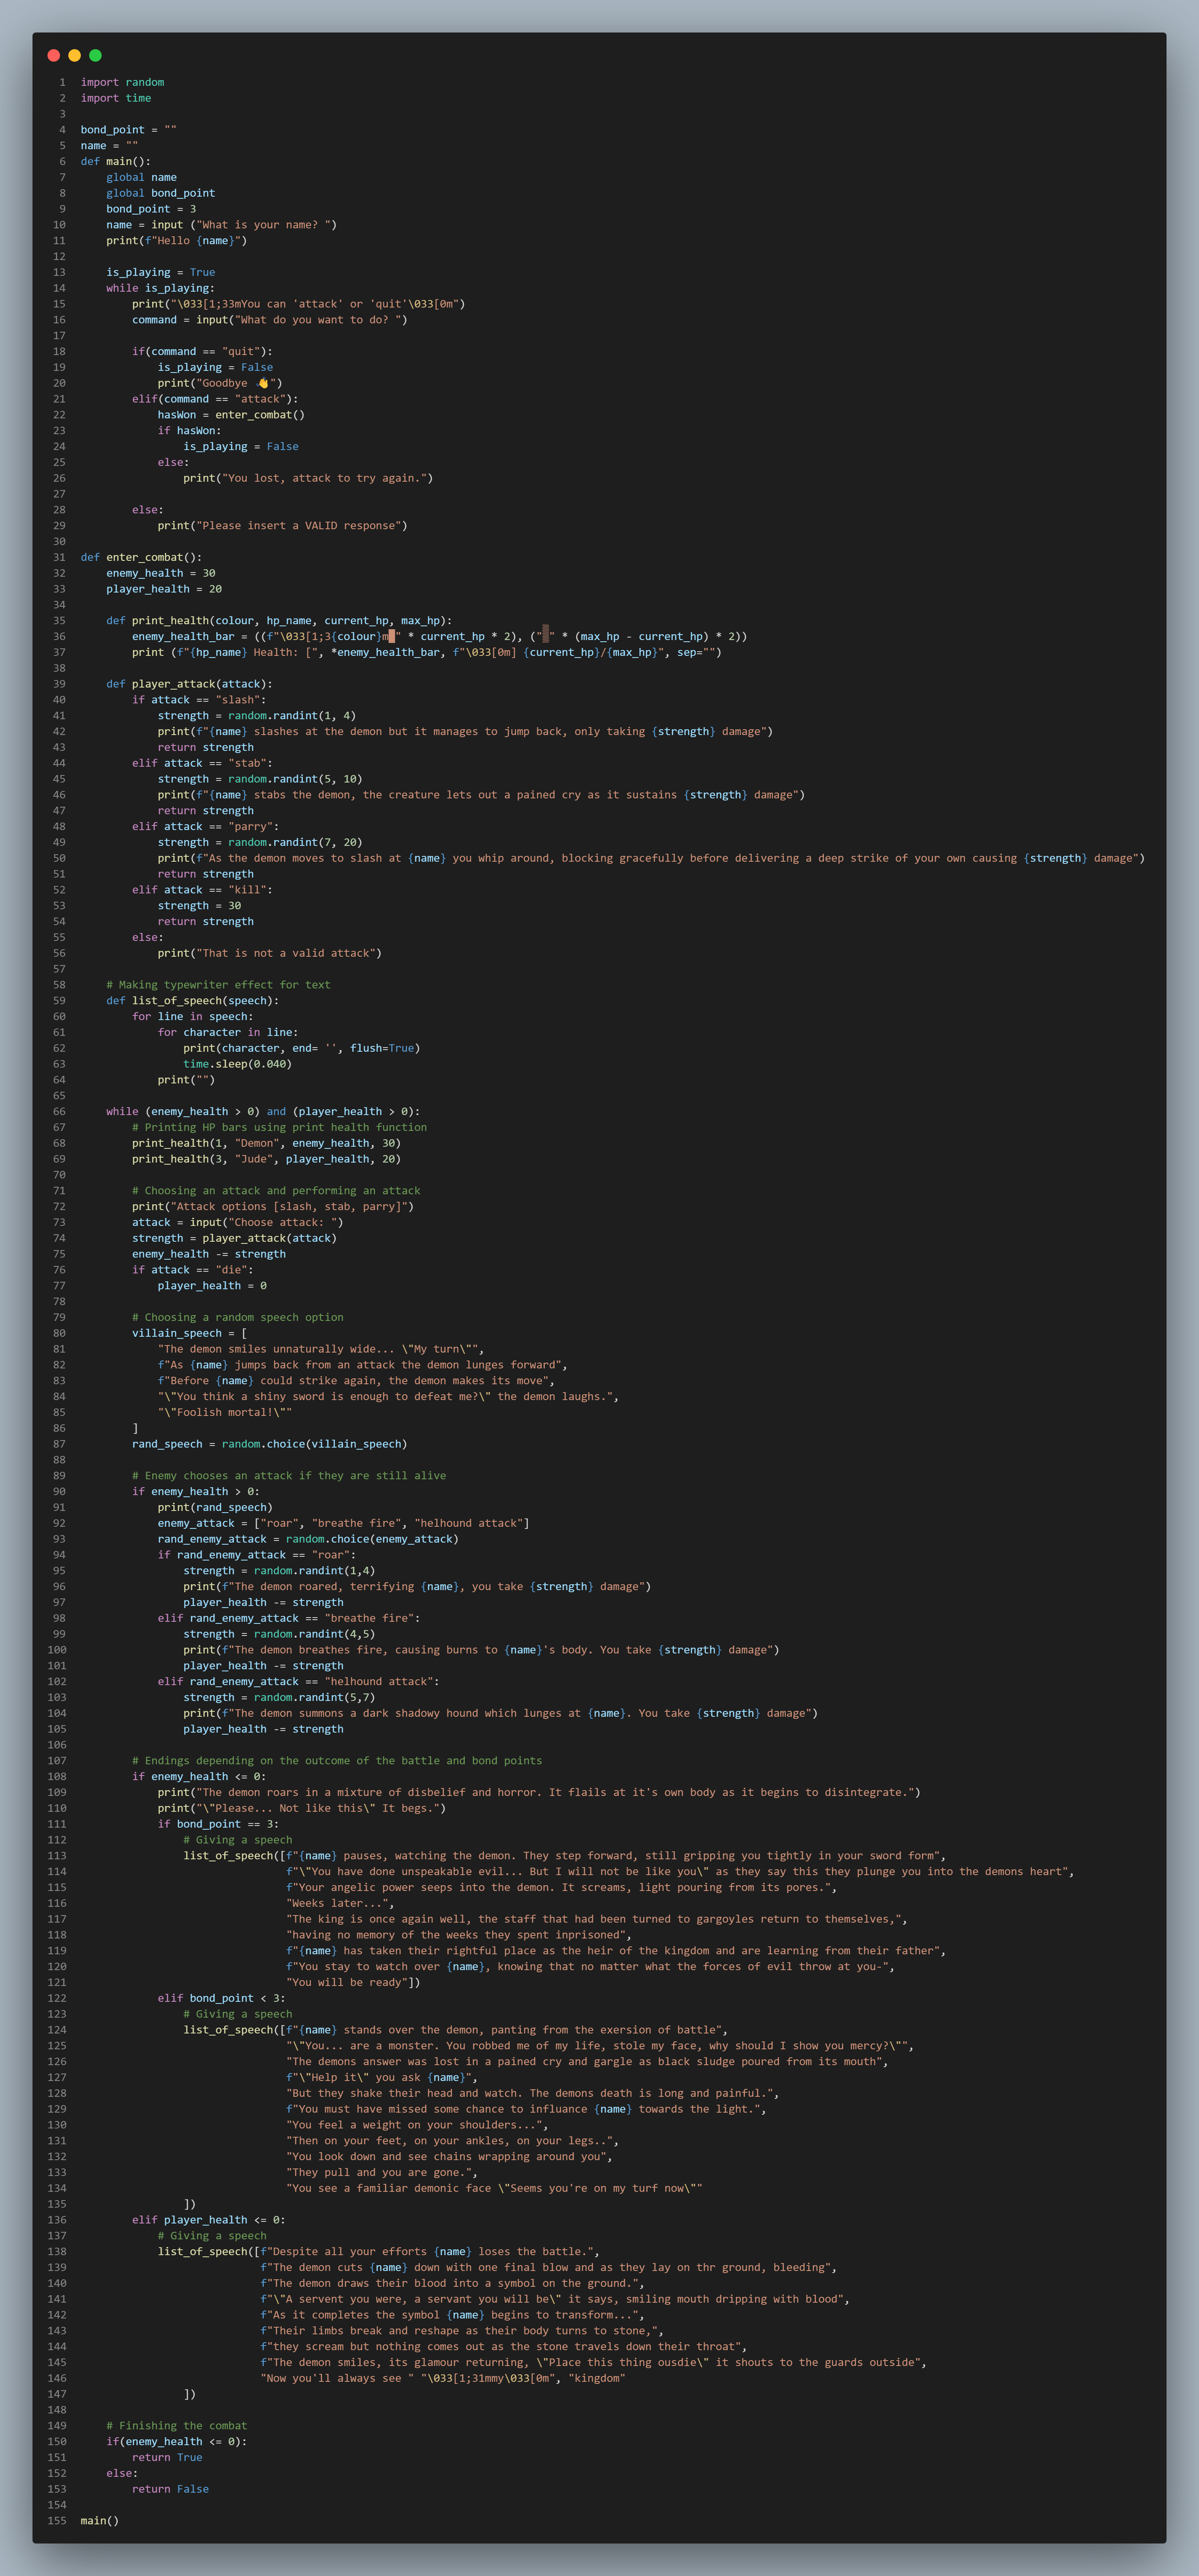 1 import random
2 import time
3
4 bond_point = ""
5 name = ""
6 def main():
7     global name
8     global bond_point
9     bond_point = 3
10     name = input ("What is your name? ")
11     print(f"Hello {name}")
12
13     is_playing = True
14     while is_playing:
15         print("\033[1;33mYou can 'attack' or 'quit'\033[0m")
16         command = input("What do you want to do? ")
17
18         if(command == "quit"):
19             is_playing = False
20             print("Goodbye 👋")
21         elif(command == "attack"):
22             hasWon = enter_combat()
23             if hasWon:
24                 is_playing = False
25             else:
26                 print("You lost, attack to try again.")
27
28         else:
29             print("Please insert a VALID response")
30
31 def enter_combat():
32     enemy_health = 30
33     player_health = 20
34
35     def print_health(colour, hp_name, current_hp, max_hp):
36         enemy_health_bar = ((f"\033[1;3{colour}m█" * current_hp * 2), ("░" * (max_hp - current_hp) * 2))
37         print (f"{hp_name} Health: [", *enemy_health_bar, f"\033[0m] {current_hp}/{max_hp}", sep="")
38
39     def player_attack(attack):
40         if attack == "slash":
41             strength = random.randint(1, 4)
42             print(f"{name} slashes at the demon but it manages to jump back, only taking {strength} damage")
43             return strength
44         elif attack == "stab":
45             strength = random.randint(5, 10)
46             print(f"{name} stabs the demon, the creature lets out a pained cry as it sustains {strength} damage")
47             return strength
48         elif attack == "parry":
49             strength = random.randint(7, 20)
50             print(f"As the demon moves to slash at {name} you whip around, blocking gracefully before delivering a deep strike of your own causing {strength} damage")
51             return strength
52         elif attack == "kill":
53             strength = 30
54             return strength
55         else:
56             print("That is not a valid attack")
57
58     # Making typewriter effect for text
59     def list_of_speech(speech):
60         for line in speech:
61             for character in line:
62                 print(character, end= '', flush=True)
63                 time.sleep(0.040)
64             print("")
65
66     while (enemy_health > 0) and (player_health > 0):
67         # Printing HP bars using print health function
68         print_health(1, "Demon", enemy_health, 30)
69         print_health(3, "Jude", player_health, 20)
70
71         # Choosing an attack and performing an attack
72         print("Attack options [slash, stab, parry]")
73         attack = input("Choose attack: ")
74         strength = player_attack(attack)
75         enemy_health -= strength
76         if attack == "die":
77             player_health = 0
78
79         # Choosing a random speech option
80         villain_speech = [
81             "The demon smiles unnaturally wide... \"My turn\"",
82             f"As {name} jumps back from an attack the demon lunges forward",
83             f"Before {name} could strike again, the demon makes its move",
84             "\"You think a shiny sword is enough to defeat me?\" the demon laughs.",
85             "\"Foolish mortal!\""
86         ]
87         rand_speech = random.choice(villain_speech)
88
89         # Enemy chooses an attack if they are still alive
90         if enemy_health > 0:
91             print(rand_speech)
92             enemy_attack = ["roar", "breathe fire", "helhound attack"]
93             rand_enemy_attack = random.choice(enemy_attack)
94             if rand_enemy_attack == "roar":
95                 strength = random.randint(1,4)
96                 print(f"The demon roared, terrifying {name}, you take {strength} damage")
97                 player_health -= strength
98             elif rand_enemy_attack == "breathe fire":
99                 strength = random.randint(4,5)
100                 print(f"The demon breathes fire, causing burns to {name}'s body. You take {strength} damage")
101                 player_health -= strength
102             elif rand_enemy_attack == "helhound attack":
103                 strength = random.randint(5,7)
104                 print(f"The demon summons a dark shadowy hound which lunges at {name}. You take {strength} damage")
105                 player_health -= strength
106
107         # Endings depending on the outcome of the battle and bond points
108         if enemy_health <= 0:
109             print("The demon roars in a mixture of disbelief and horror. It flails at it's own body as it begins to disintegrate.")
110             print("\"Please... Not like this\" It begs.")
111             if bond_point == 3:
112                 # Giving a speech
113                 list_of_speech([f"{name} pauses, watching the demon. They step forward, still gripping you tightly in your sword form",
114                                 f"\"You have done unspeakable evil... But I will not be like you\" as they say this they plunge you into the demons heart",
115                                 f"Your angelic power seeps into the demon. It screams, light pouring from its pores.",
116                                 "Weeks later...",
117                                 "The king is once again well, the staff that had been turned to gargoyles return to themselves,",
118                                 "having no memory of the weeks they spent inprisoned",
119                                 f"{name} has taken their rightful place as the heir of the kingdom and are learning from their father",
120                                 f"You stay to watch over {name}, knowing that no matter what the forces of evil throw at you-",
121                                 "You will be ready"])
122             elif bond_point < 3:
123                 # Giving a speech
124                 list_of_speech([f"{name} stands over the demon, panting from the exersion of battle",
125                                 "\"You... are a monster. You robbed me of my life, stole my face, why should I show you mercy?\"",
126                                 "The demons answer was lost in a pained cry and gargle as black sludge poured from its mouth",
127                                 f"\"Help it\" you ask {name}",
128                                 "But they shake their head and watch. The demons death is long and painful.",
129                                 f"You must have missed some chance to influance {name} towards the light.",
130                                 "You feel a weight on your shoulders...",
131                                 "Then on your feet, on your ankles, on your legs..",
132                                 "You look down and see chains wrapping around you",
133                                 "They pull and you are gone.",
134                                 "You see a familiar demonic face \"Seems you're on my turf now\""
135                 ])
136         elif player_health <= 0:
137             # Giving a speech
138             list_of_speech([f"Despite all your efforts {name} loses the battle.",
139                             f"The demon cuts {name} down with one final blow and as they lay on thr ground, bleeding",
140                             f"The demon draws their blood into a symbol on the ground.",
141                             f"\"A servent you were, a servant you will be\" it says, smiling mouth dripping with blood",
142                             f"As it completes the symbol {name} begins to transform...",
143                             f"Their limbs break and reshape as their body turns to stone,",
144                             f"they scream but nothing comes out as the stone travels down their throat",
145                             f"The demon smiles, its glamour returning, \"Place this thing ousdie\" it shouts to the guards outside",
146                             "Now you'll always see " "\033[1;31mmy\033[0m", "kingdom"
147                 ])
148
149     # Finishing the combat
150     if(enemy_health <= 0):
151         return True
152     else:
153         return False
154
155 main()